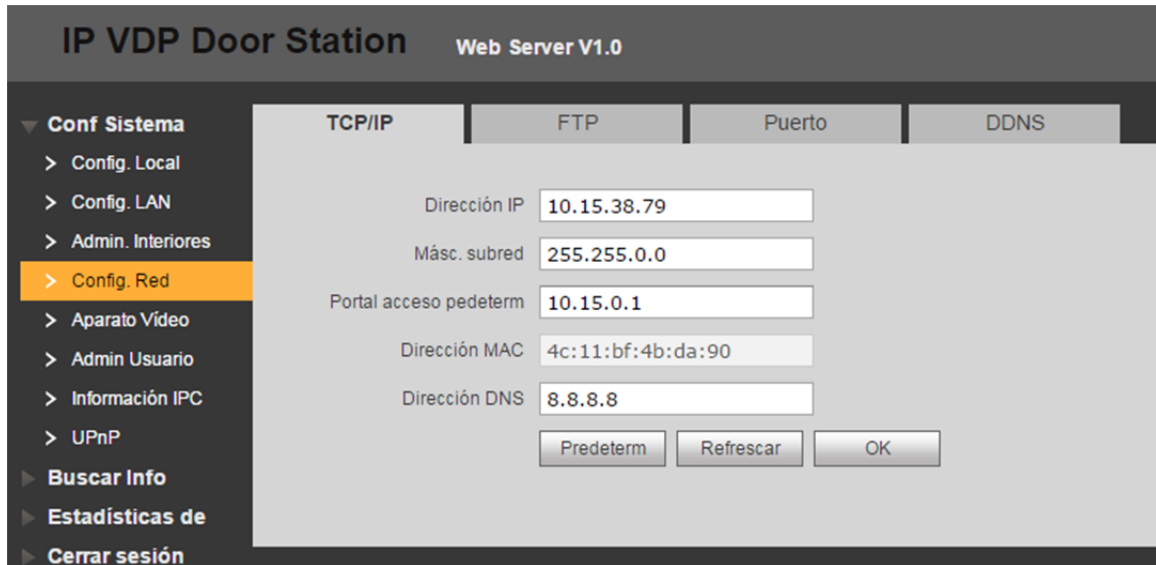 IP VDP Door Station Web Server V1.0
Conf Sistema
Config. Local
Config. LAN
Admin. Interiores
Config. Red
Aparato Vídeo
Admin Usuario
Información IPC
UPnP
Buscar Info
Estadísticas de
Cerrar sesión
TCP/IP FTP Puerto DDNS
Dirección IP 10.15.38.79
Másc. subred 255.255.0.0
Portal acceso pedeterm 10.15.0.1
Dirección MAC 4c:11:bf:4b:da:90
Dirección DNS 8.8.8.8
Predeterm Refrescar OK